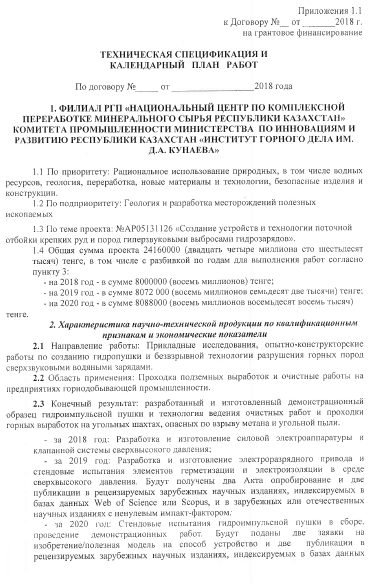 Приложения 1.1
к Договору №__ от _______2018 г.
на грантовое финансирование
ТЕХНИЧЕСКАЯ СПЕЦИФИКАЦИЯ И
КАЛЕНДАРНЫЙ ПЛАН РАБОТ
По договору №_____ от ___________________2018 года
1. ФИЛИАЛ РГП «НАЦИОНАЛЬНЫЙ ЦЕНТР ПО КОМПЛЕКСНОЙ
ПЕРЕРАБОТКЕ МИНЕРАЛЬНОГО СЫРЬЯ РЕСПУБЛИКИ КАЗАХСТАН»
КОМИТЕТА ПРОМЫШЛЕННОСТИ МИНИСТЕРСТВА ПО ИННОВАЦИЯМ И
РАЗВИТИЮ РЕСПУБЛИКИ КАЗАХСТАН «ИНСТИТУТ ГОРНОГО ДЕЛА ИМ.
Д.А. КУНАЕВА»
1.1 По приоритету: Рациональное использование природных, в том числе водных
ресурсов, геология, переработка, новые материалы и технологии, безопасные изделия и
конструкции.
1.2 По подприоритету: Геология и разработка месторождений полезных
ископаемых
1.3 По теме проекта: №АР05131126 «Создание устройств и технологии поточной
отбойки крепких руд и пород гиперзвуковыми выбросами гидрозарядов».
1.4 Общая сумма проекта 24160000 (двадцать четыре миллиона сто шестьдесят
тысяч) тенге, в том числе с разбивкой по годам для выполнения работ согласно
пункту 3:
- на 2018 год - в сумме 8000000 (восемь миллионов) тенге;
- на 2019 год - в сумме 8072 000 (восемь миллионов семьдесят две тысячи) тенге;
- на 2020 год - в сумме 8088000 (восемь миллионов восемьдесят восемь тысяч)
тенге.
2. Характеристика научно-технической продукции по квалификационным
признакам и экономические показатели
2.1 Направление работы: Прикладные исследования, опытно-конструкторские
работы по созданию гидропушки и безвзрывной технологии разрушения горных пород
сверхзвуковыми водяными зарядами.
2.2 Область применения: Проходка подземных выработок и очистные работы на
предприятиях горнодобывающей промышленности.
2.3 Конечный результат: разработанный и изготовленный демонстрационный
образец гидроимпульсной пушки и технология ведения очистных работ и проходки
горных выработок на угольных шахтах, опасных по взрыву метана и угольной пыли.
- за 2018 год: Разработка и изготовление силовой электроаппаратуры и
клапанной системы сверхвысокого давления;
- за 2019 год: Разработка и изготовление электроразрядного привода и
стендовые испытания элементов герметизации и электроизоляции в среде
сверхвысокого давления. Будут получены два Акта опробирование и две
публикации в рецензируемых зарубежных научных изданиях, индексируемых в
базах данных Web of Science или Scopus, и в зарубежных или отечественных
научных изданиях с ненулевым импакт-фактором;
- за 2020 год: Стендовые испытания гидроимпульсной пушки в сборе,
проведение демонстрационных работ. Будут поданы две заявки на
изобретение/полезная модель на способ устройство и две публикации в
рецензируемых зарубежных научных изданиях, индексируемых в базах данных